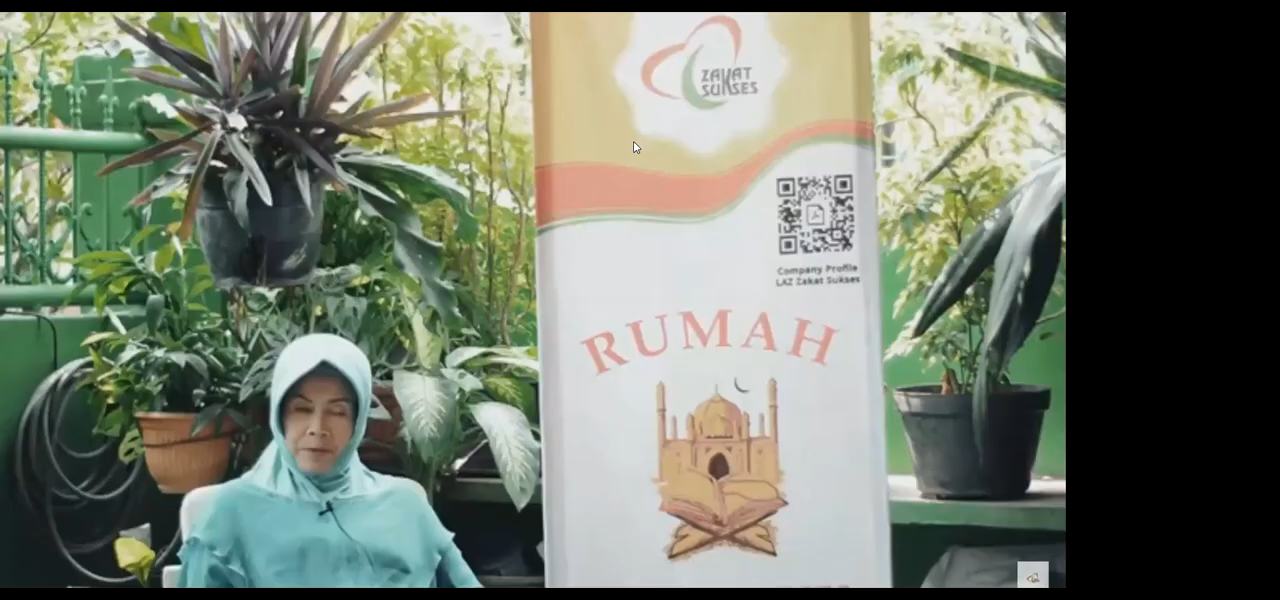 ZAKAT
SUKSES
Company Profile
LAZ Zakat Sukses
RUMAH